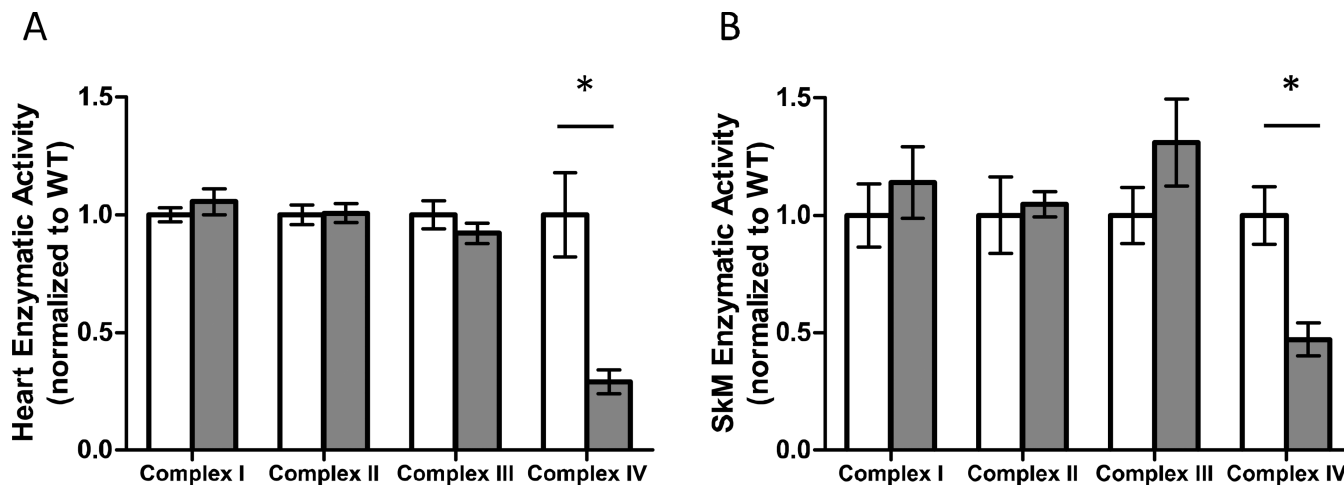 A
Heart Enzymatic Activity
(normalized to WT)
1.5
1.0
0.5
0.0
*
Complex I
Complex II
Complex III
Complex IV
B
SkM Enzymatic Activity
(normalized to WT)
1.5
1.0
0.5
0.0
*
Complex I
Complex II
Complex III
Complex IV